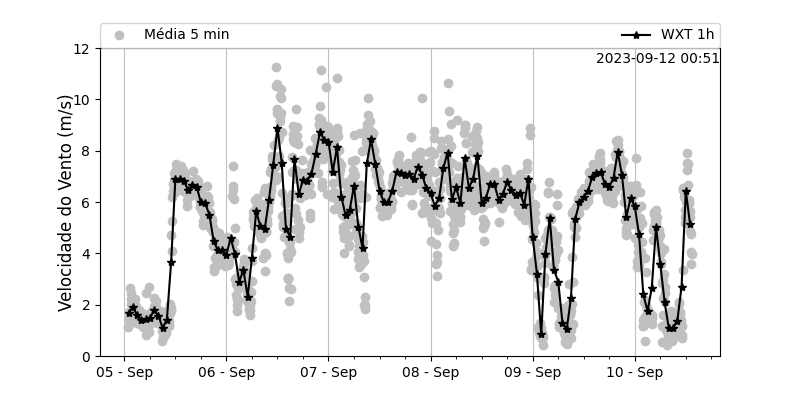 Média 5 min
WXT 1h
2023-09-12 00:51
Velocidade do Vento (m/s)
12
10
8
6
4
2
0
05 - Sep
06 - Sep
07 - Sep
08 - Sep
09 - Sep
10 - Sep